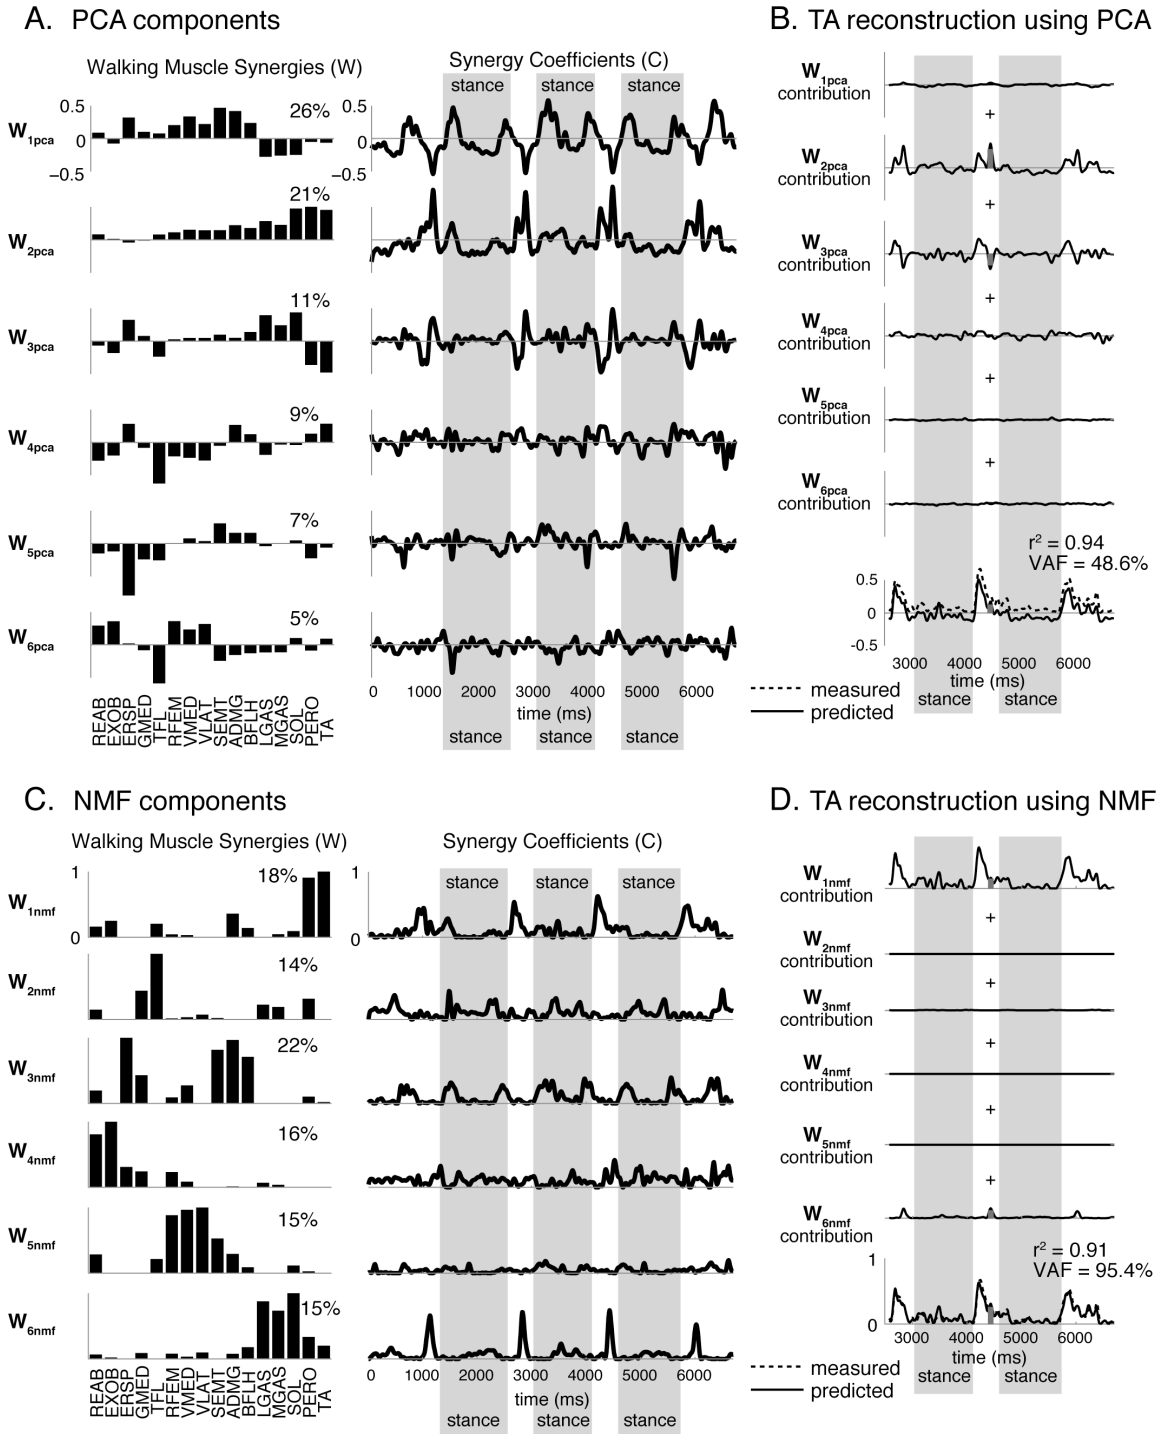 A. PCA components
Walking Muscle Synergies (W)
Synergy Coefficients (C)
stance stance stance
0.5
0
−0.5
0.5
0
−0.5
W1pca
26%
W2pca
21%
W3pca
11%
W4pca
9%
W5pca
7%
W6pca
5%
REAB
EXOB
ERSP
GMED
TFL
RFEM
VMED
VLAT
SEMT
ADMG
BFLH
LGAS
MGAS
SOL
PERO
TA
0 1000 2000 3000 4000 5000 6000
time (ms)
stance stance stance
B. TA reconstruction using PCA
W1pca
contribution
+
W2pca
contribution
+
W3pca
contribution
+
W4pca
contribution
+
W5pca
contribution
+
W6pca
contribution
r2 = 0.94
VAF = 48.6%
0.5
0
-0.5
3000 4000 5000 6000
time (ms)
stance stance
measured
predicted
C. NMF components
Walking Muscle Synergies (W)
Synergy Coefficients (C)
stance stance stance
1
0
1
0
W1nmf
18%
W2nmf
14%
W3nmf
22%
W4nmf
16%
W5nmf
15%
W6nmf
15%
REAB
EXOB
ERSP
GMED
TFL
RFEM
VMED
VLAT
SEMT
ADMG
BFLH
LGAS
MGAS
SOL
PERO
TA
0 1000 2000 3000 4000 5000 6000
time (ms)
stance stance stance
D. TA reconstruction using NMF
W1nmf
contribution
+
W2nmf
contribution
+
W3nmf
contribution
+
W4nmf
contribution
+
W5nmf
contribution
+
W6nmf
contribution
r2 = 0.91
VAF = 95.4%
1
0
3000 4000 5000 6000
time (ms)
stance stance
measured
predicted